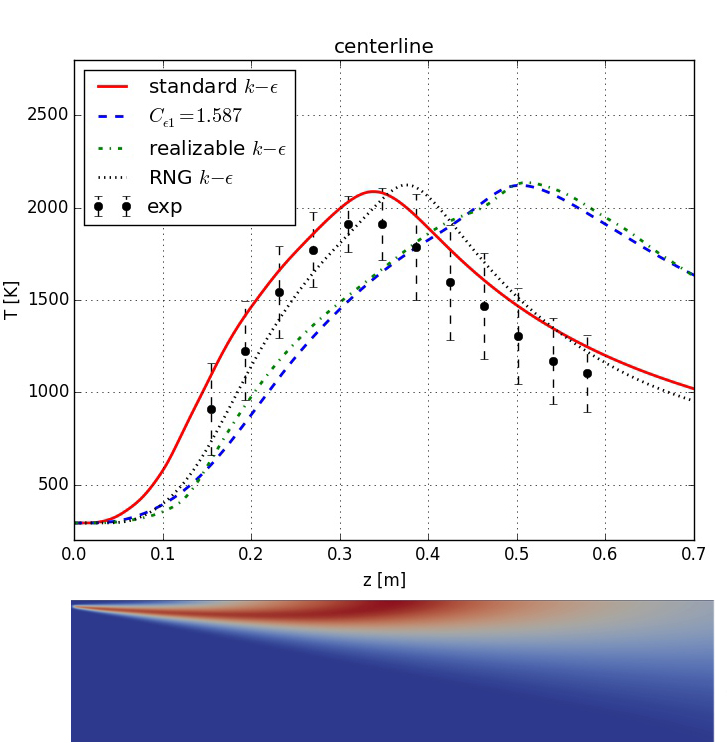 centerline
standard k−ϵ
C_ϵ1=1.587
realizable k−ϵ
RNG k−ϵ
exp
T [K]
2500
2000
1500
1000
500
0.0 0.1 0.2 0.3 0.4 0.5 0.6 0.7
z [m]